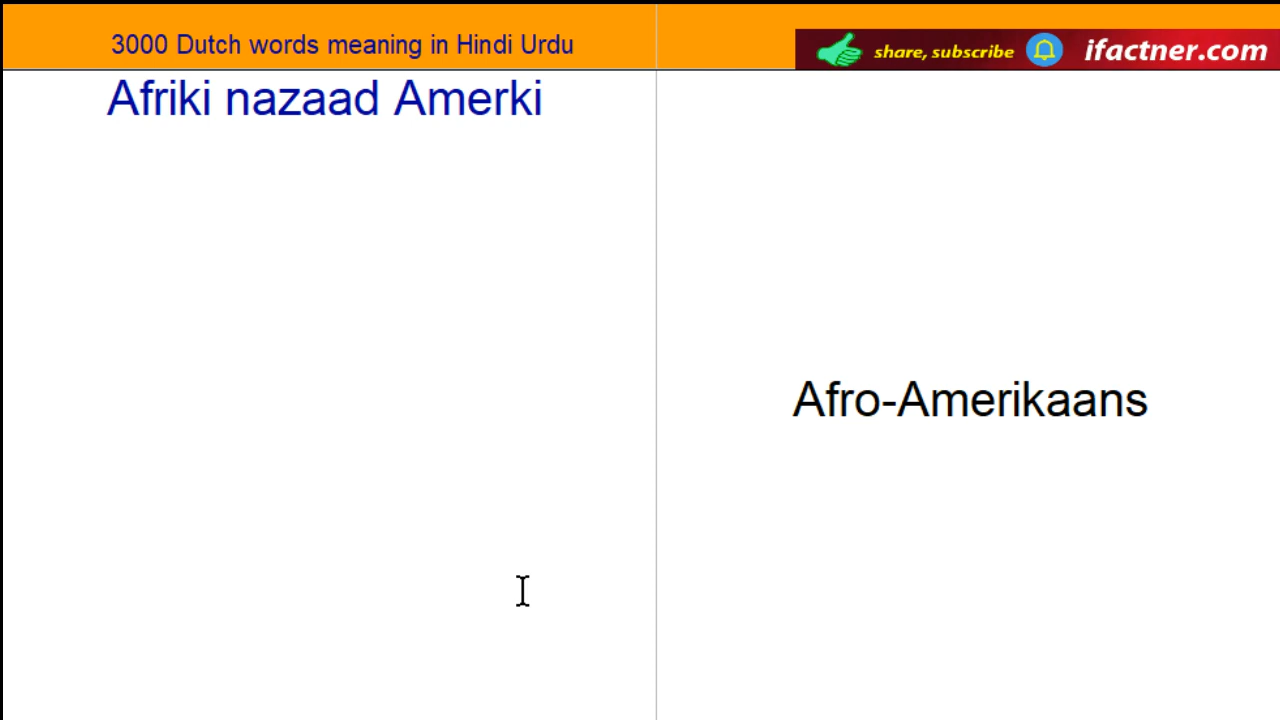 3000 Dutch words meaning in Hindi Urdu
share, subscribe
ifactner.com
Afriki nazaad Amerki
Afro-Amerikaans